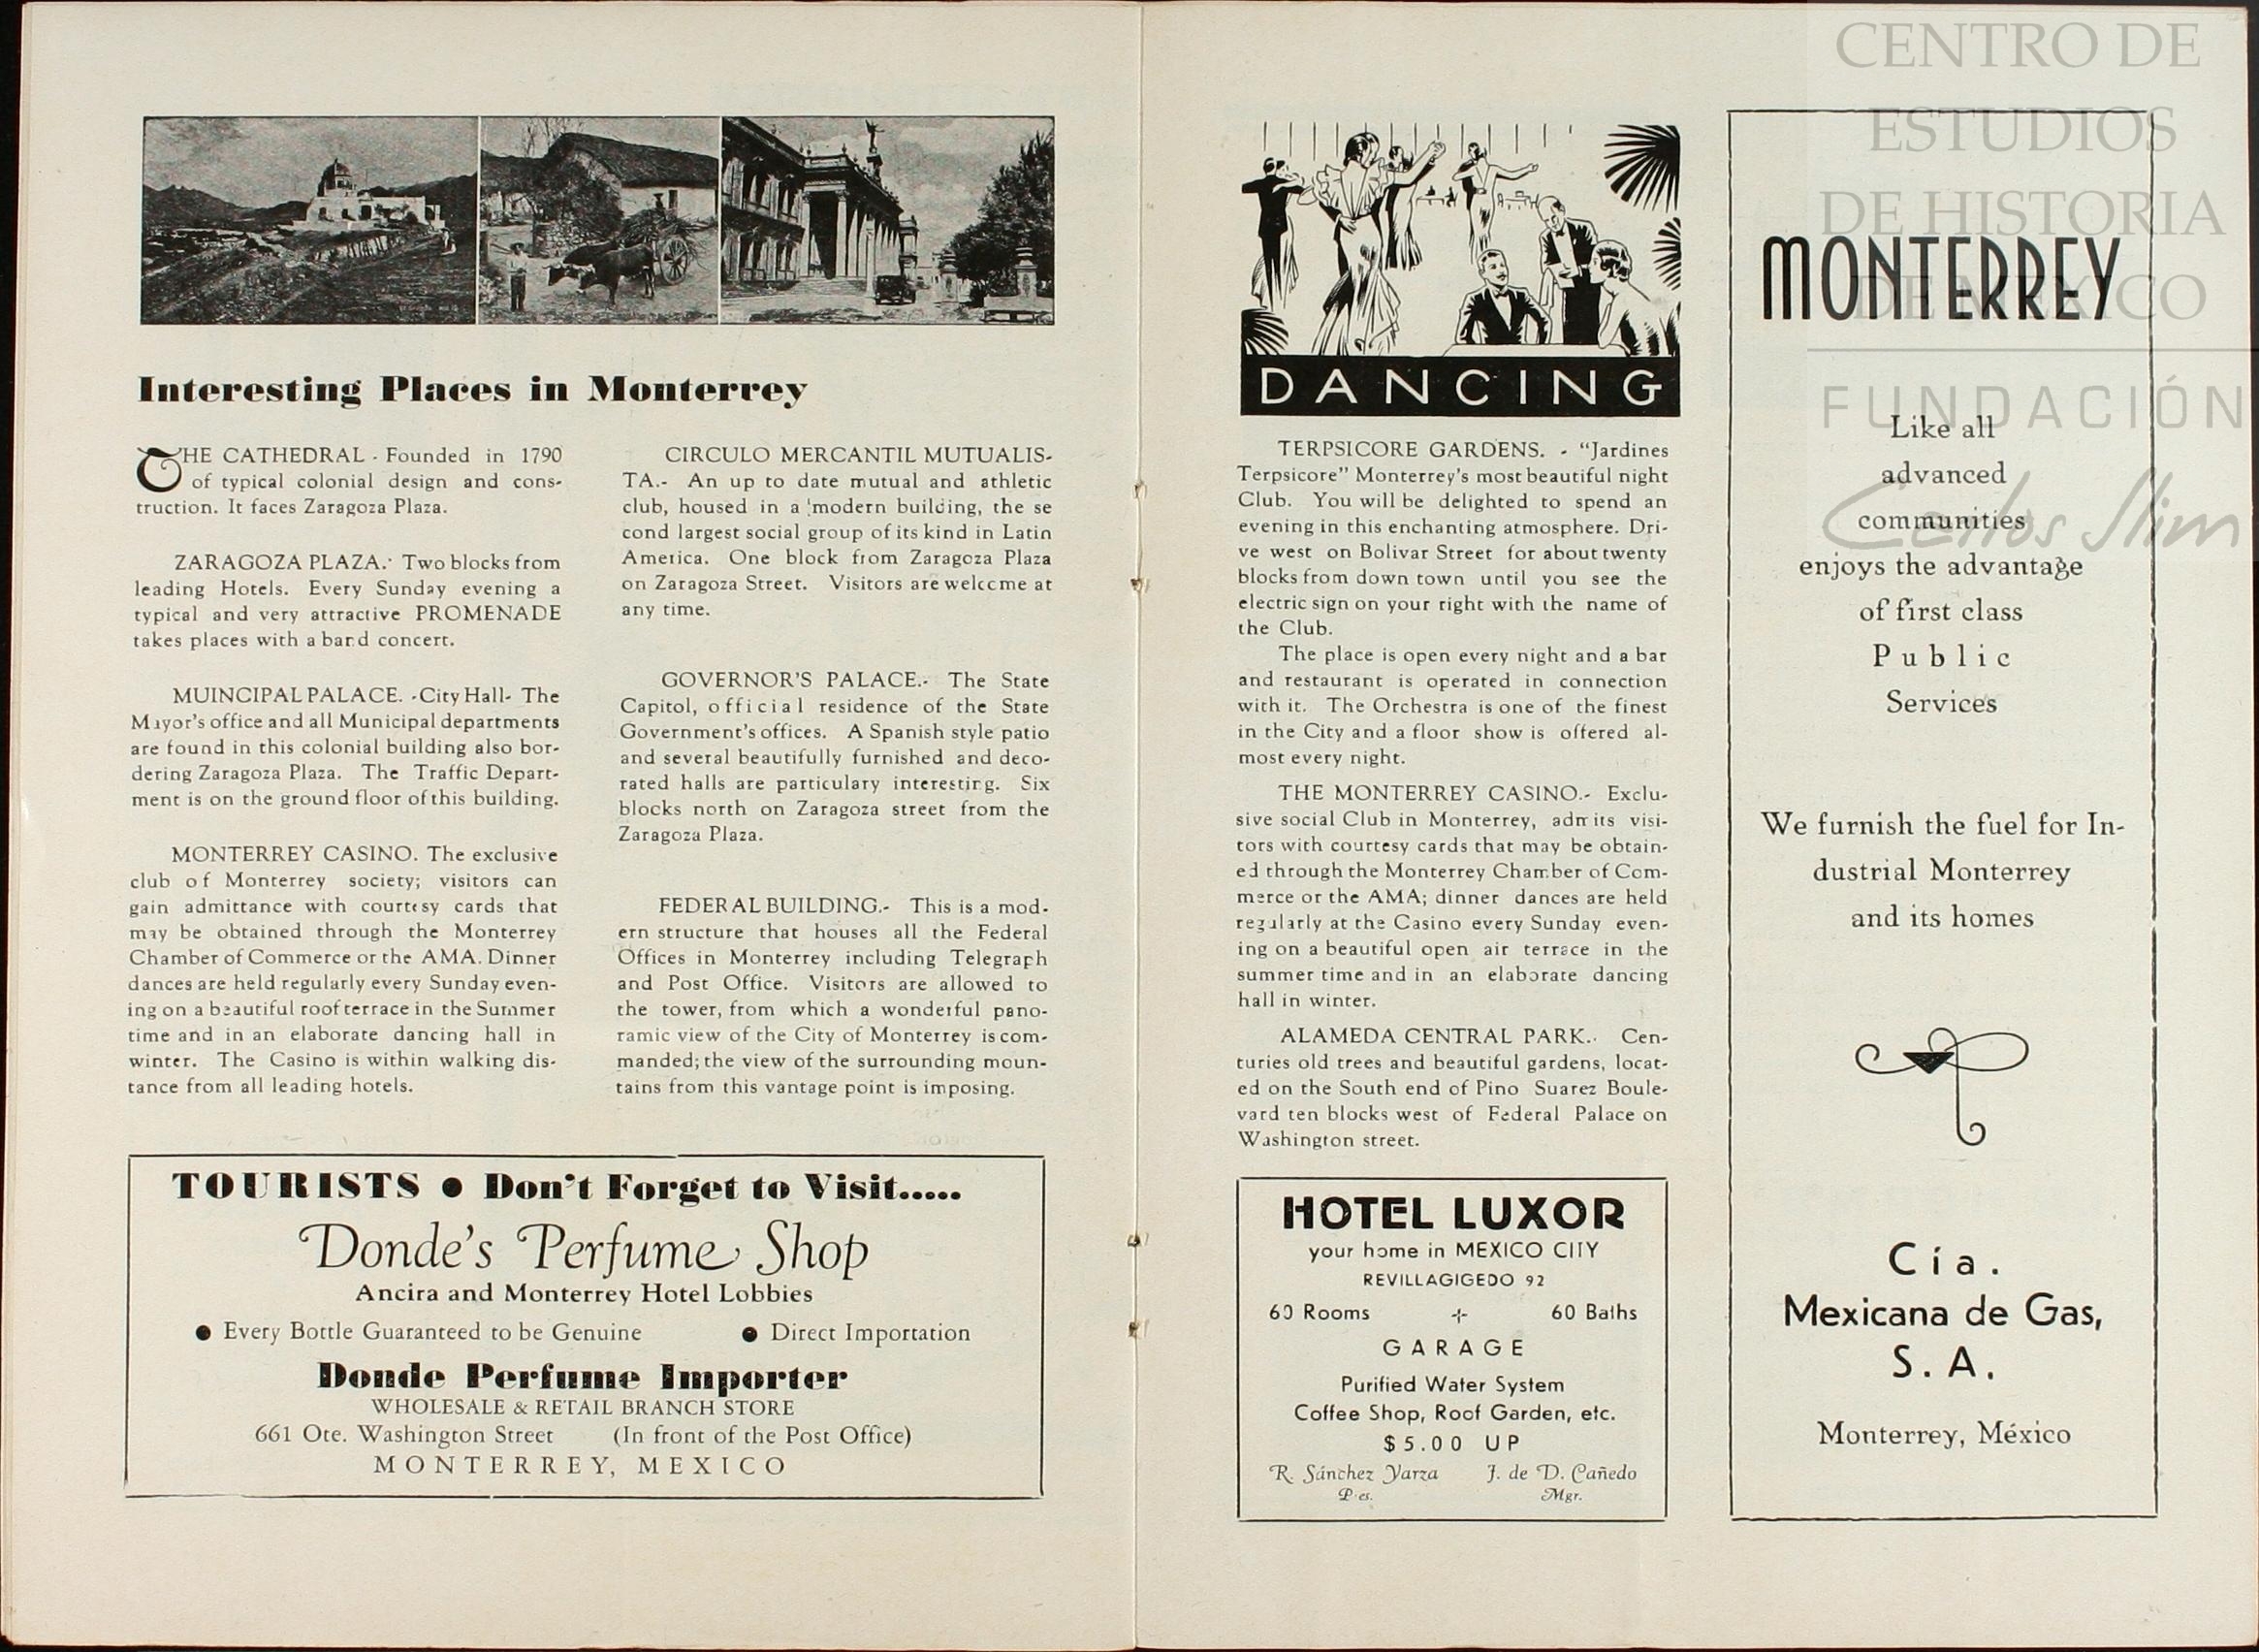 Interesting Places in Monterrey
THE CATHEDRAL - Founded in 1790
of typical colonial design and cons-
truction. It faces Zaragoza Plaza.
ZARAGOZA PLAZA.- Two blocks from
leading Hotels. Every Sunday evening a
typical and very attractive PROMENADE
takes places with a band concert.
MUINCIPAL PALACE. -City Hall- The
Mayor's office and all Municipal departments
are found in this colonial building also bor-
dering Zaragoza Plaza. The Traffic Depart-
ment is on the ground floor of this building.
MONTERREY CASINO. The exclusive
club of Monterrey society; visitors can
gain admittance with courtesy cards that
may be obtained through the Monterrey
Chamber of Commerce or the AMA. Dinner
dances are held regularly every Sunday even-
ing on a beautiful roof terrace in the Summer
time and in an elaborate dancing hall in
winter. The Casino is within walking dis-
tance from all leading hotels.
CIRCULO MERCANTIL MUTUALIS-
TA.- An up to date mutual and athletic
club, housed in a modern building, the se
cond largest social group of its kind in Latin
America. One block from Zaragoza Plaza
on Zaragoza Street. Visitors are welcome at
any time.
GOVERNOR'S PALACE.- The State
Capitol, official residence of the State
Government's offices. A Spanish style patio
and several beautifully furnished and deco-
rated halls are particulary interesting. Six
blocks north on Zaragoza street from the
Zaragoza Plaza.
FEDERAL BUILDING.- This is a mod-
ern structure that houses all the Federal
Offices in Monterrey including Telegraph
and Post Office. Visitors are allowed to
the tower, from which a wonderful pano-
ramic view of the City of Monterrey is com-
manded; the view of the surrounding moun-
tains from this vantage point is imposing.
TOURISTS ● Don't Forget to Visit.....
Donde's Perfume Shop
Ancira and Monterrey Hotel Lobbies
● Every Bottle Guaranteed to be Genuine ● Direct Importation
Donde Perfume Importer
WHOLESALE & RETAIL BRANCH STORE
661 Ote. Washington Street (In front of the Post Office)
MONTERREY, MEXICO
DANCING
TERPSICORE GARDENS. - "Jardines
Terpsicore" Monterrey's most beautiful night
Club. You will be delighted to spend an
evening in this enchanting atmosphere. Dri-
ve west on Bolivar Street for about twenty
blocks from down town until you see the
electric sign on your right with the name of
the Club.
The place is open every night and a bar
and restaurant is operated in connection
with it. The Orchestra is one of the finest
in the City and a floor show is offered al-
most every night.
THE MONTERREY CASINO.- Exclu-
sive social Club in Monterrey, admits visi-
tors with courtesy cards that may be obtain-
ed through the Monterrey Chamber of Com-
merce or the AMA; dinner dances are held
regularly at the Casino every Sunday even-
ing on a beautiful open air terrace in the
summer time and in an elaborate dancing
hall in winter.
ALAMEDA CENTRAL PARK.- Cen-
turies old trees and beautiful gardens, locat-
ed on the South end of Pino Suarez Boule-
vard ten blocks west of Federal Palace on
Washington street.
HOTEL LUXOR
your home in MEXICO CITY
REVILLAGIGEDO 92
60 Rooms 60 Baths
GARAGE
Purified Water System
Coffee Shop, Roof Garden, etc.
$5.00 UP
R. Sánchez Yarza J. de D. Cañedo
Pres. Mgr.
MONTERREY
Like all
advanced
communities
enjoys the advantage
of first class
Public
Services
We furnish the fuel for In-
dustrial Monterrey
and its homes
Cía.
Mexicana de Gas,
S. A.
Monterrey, México
CENTRO DE
ESTUDIOS
DE HISTORIA
DE MÉXICO
FUNDACIÓN
Carlos Slim